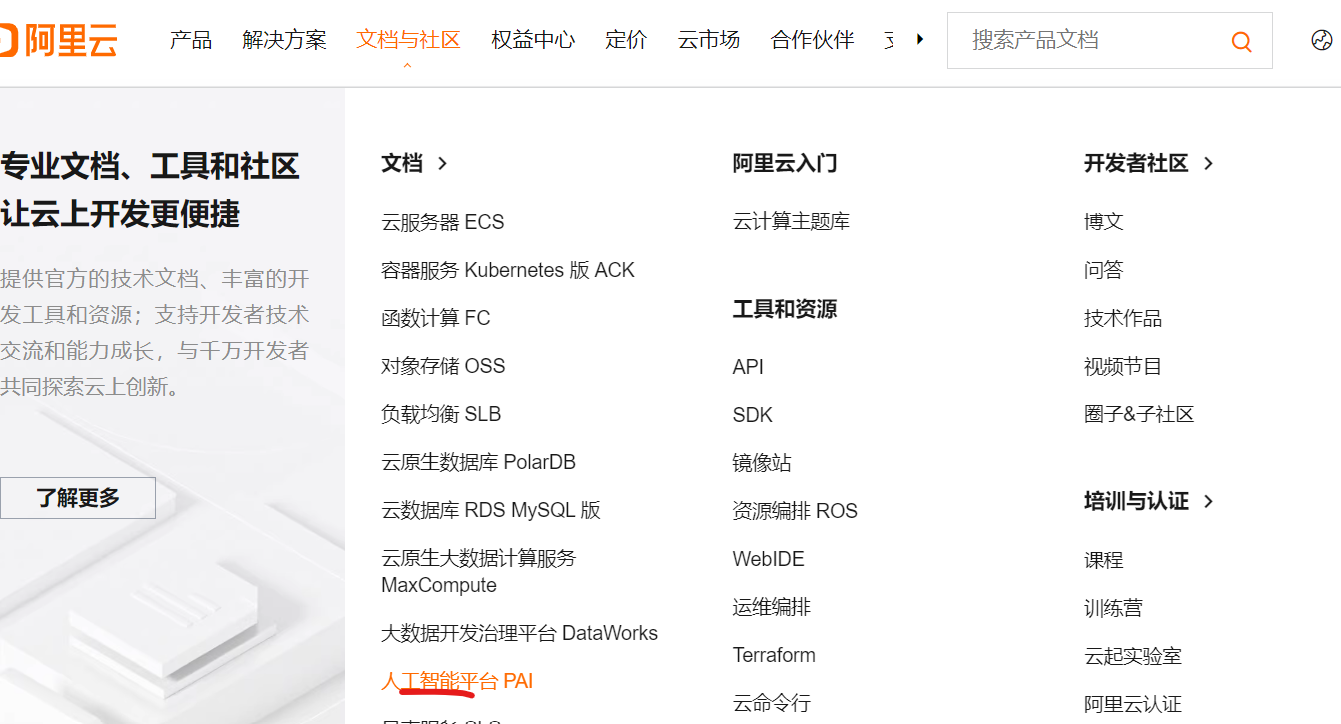 阿里云
产品 解决方案 文档与社区 权益中心 定价 云市场 合作伙伴
搜索产品文档
专业文档、工具和社区
让云上开发更便捷
提供官方的技术文档、丰富的开
发工具和资源；支持开发者技术
交流和能力成长，与千万开发者
共同探索云上创新。
了解更多
文档
云服务器 ECS
容器服务 Kubernetes 版 ACK
函数计算 FC
对象存储 OSS
负载均衡 SLB
云原生数据库 PolarDB
云数据库 RDS MySQL 版
云原生大数据计算服务
MaxCompute
大数据开发治理平台 DataWorks
人工智能平台 PAI
阿里云入门
云计算主题库
工具和资源
API
SDK
镜像站
资源编排 ROS
WebIDE
运维编排
Terraform
云命令行
开发者社区
博文
问答
技术作品
视频节目
圈子&子社区
培训与认证
课程
训练营
云起实验室
阿里云认证